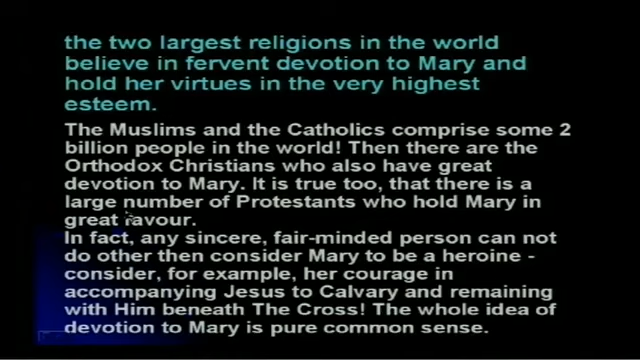 the two largest religions in the world
believe in fervent devotion to Mary and
hold her virtues in the very highest
esteem.
The Muslims and the Catholics comprise some 2
billion people in the world! Then there are the
Orthodox Christians who also have great
devotion to Mary. It is true too, that there is a
large number of Protestants who hold Mary in
great favour.
In fact, any sincere, fair-minded person can not
do other then consider Mary to be a heroine -
consider, for example, her courage in
accompanying Jesus to Calvary and remaining
with Him beneath The Cross! The whole idea of
devotion to Mary is pure common sense.